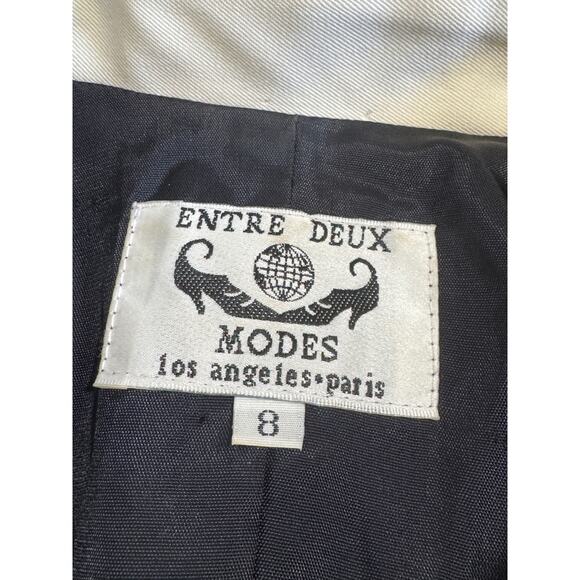 ENTRE DEUX
MODES
los angeles•paris
8